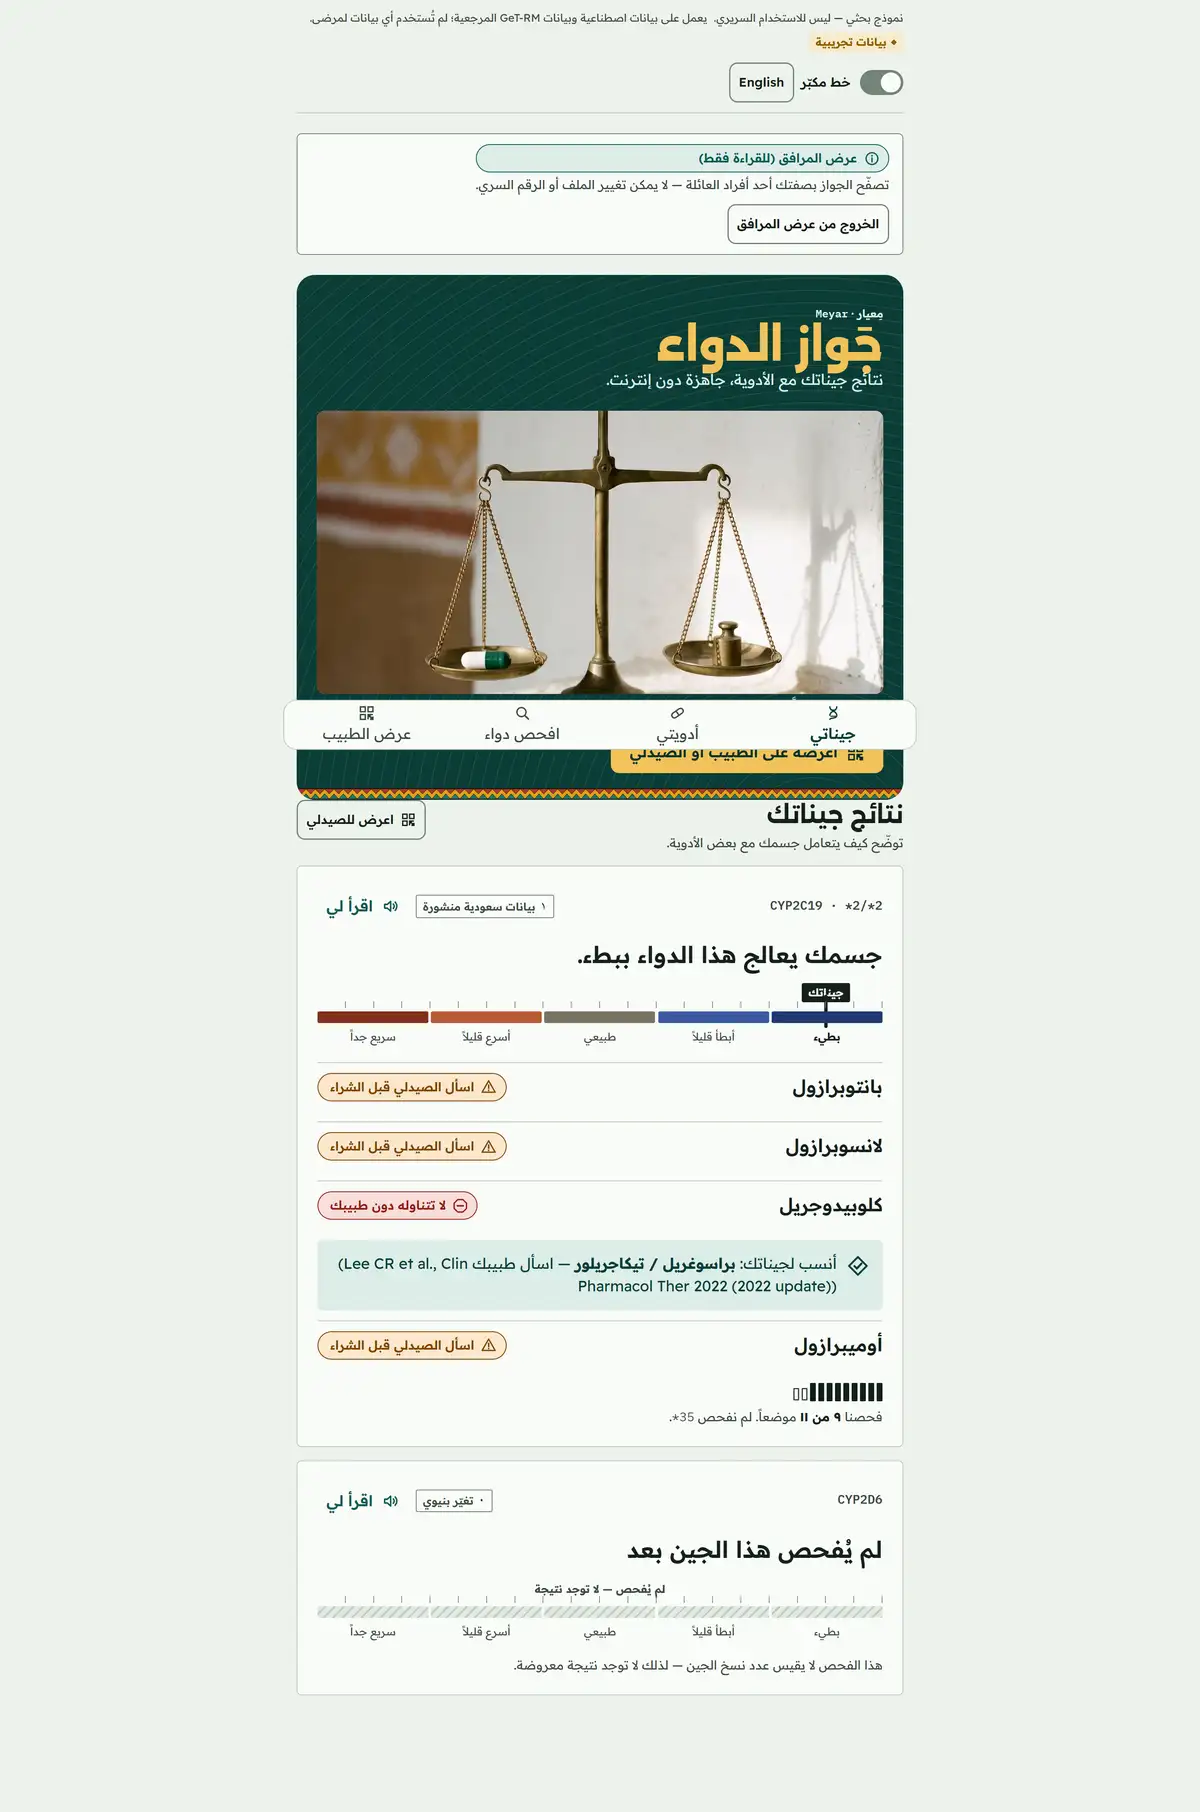 نموذج بحثي — ليس للاستخدام السريري. يعمل على بيانات اصطناعية وبيانات GeT-RM المرجعية؛ لم تُستخدم أي بيانات لمرضى.
بيانات تجريبية
خط مكبّر
English
عرض المرافق (للقراءة فقط)
تصفّح الجواز بصفتك أحد أفراد العائلة — لا يمكن تغيير الملف أو الرقم السري.
الخروج من عرض المرافق
معيار · Meyar
جَواز الدواء
نتائج جيناتك مع الأدوية، جاهزة دون إنترنت.
جيناتي
أدويتي
افحص دواء
عرض الطبيب
اعرضه على الطبيب أو الصيدلي
نتائج جيناتك
اعرض للصيدلي
توضّح كيف يتعامل جسمك مع بعض الأدوية.
CYP2C19 · *2/*2
١ بيانات سعودية منشورة
اقرأ لي
جسمك يعالج هذا الدواء ببطء.
جيناتك
بطيء
أبطأ قليلاً
طبيعي
أسرع قليلاً
سريع جداً
بانتوبرازول
اسأل الصيدلي قبل الشراء
لانسوبرازول
اسأل الصيدلي قبل الشراء
كلوبيدوجريل
لا تتناوله دون طبيبك
أنسب لجيناتك: براسوغريل / تيكاجريلور — اسأل طبيبك (Lee CR et al., Clin
Pharmacol Ther 2022 (2022 update))
أوميبرازول
اسأل الصيدلي قبل الشراء
فحصنا ٩ من ١١ موضعاً. لم نفحص 35*.
CYP2D6
· تغيّر بنيوي
اقرأ لي
لم يُفحص هذا الجين بعد
لم يُفحص — لا توجد نتيجة
بطيء
أبطأ قليلاً
طبيعي
أسرع قليلاً
سريع جداً
هذا الفحص لا يقيس عدد نسخ الجين — لذلك لا توجد نتيجة معروضة.